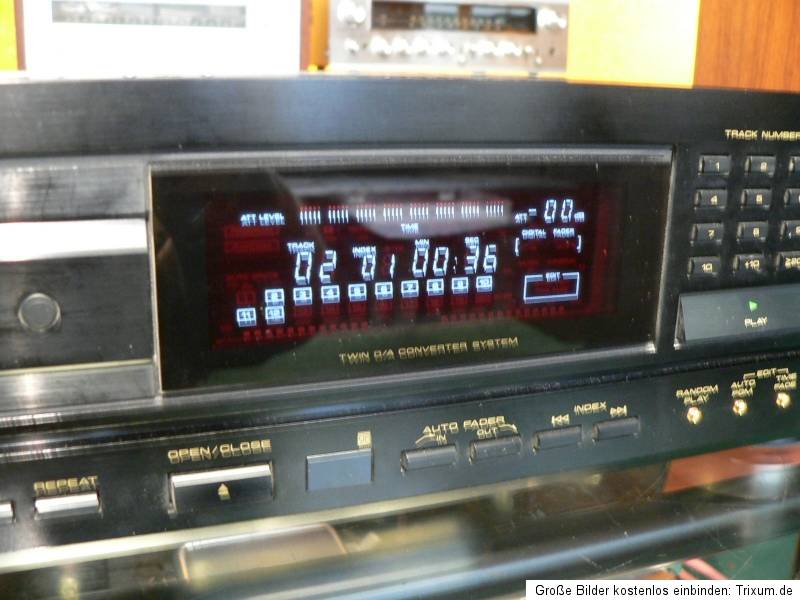 TRACK NUMBER
1
4
7
8
10
+10
ATT LEVEL
ATT -00 dB
TIME
DIGITAL FADER
TRACK INDEX MIN SEC
02 01 00:36
EDIT
2 3 4 5 6 7 8 9 10
11 12
TWIN D/A CONVERTER SYSTEM
PLAY
RANDOM PLAY
EDIT
AUTO PGM
TIME FADE
AUTO FADER
IN OUT
INDEX
OPEN/CLOSE
REPEAT
Große Bilder kostenlos einbinden: Trixum.de